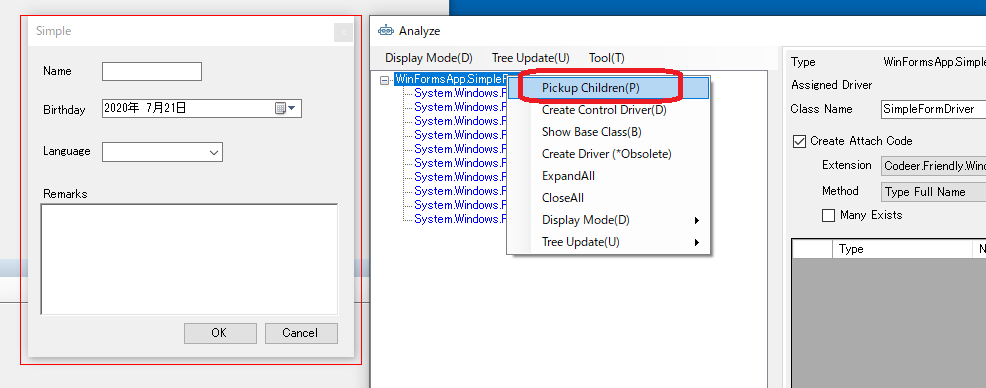 Simple
Name
Birthday
2020年 7月21日
Language
Remarks
OK
Cancel
Analyze
Display Mode(D)
Tree Update(U)
Tool(T)
WinFormsApp.SimpleF
System.Windows.F
System.Windows.F
System.Windows.F
System.Windows.F
System.Windows.F
System.Windows.F
System.Windows.F
System.Windows.F
System.Windows.F
System.Windows.F
Pickup Children(P)
Create Control Driver(D)
Show Base Class(B)
Create Driver (*Obsolete)
ExpandAll
CloseAll
Display Mode(D)
Tree Update(U)
Type
WinFormsApp.Simple
Assigned Driver
Class Name
SimpleFormDriver
Create Attach Code
Extension
Codeer.Friendly.Wind
Method
Type Full Name
Many Exists
Type
N